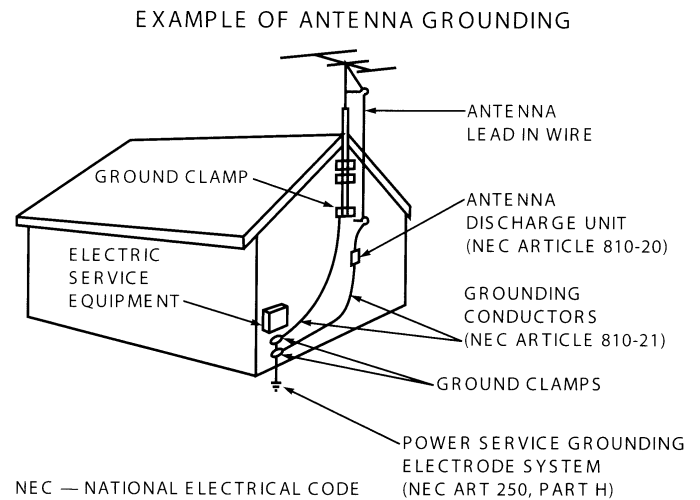 EXAMPLE OF ANTENNA GROUNDING
ANTENNA
LEAD IN WIRE
GROUND CLAMP
ANTENNA
DISCHARGE UNIT
(NEC ARTICLE 810-20)
ELECTRIC
SERVICE
EQUIPMENT
GROUNDING
CONDUCTORS
(NEC ARTICLE 810-21)
GROUND CLAMPS
POWER SERVICE GROUNDING
ELECTRODE SYSTEM
(NEC ART 250, PART H)
NEC — NATIONAL ELECTRICAL CODE